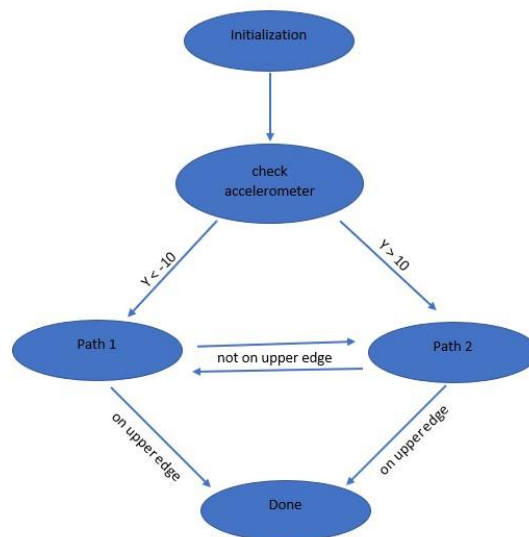 Initialization
check
accelerometer
Y < -10
Y > 10
Path 1
not on upper edge
Path 2
on upper edge
on upper edge
Done